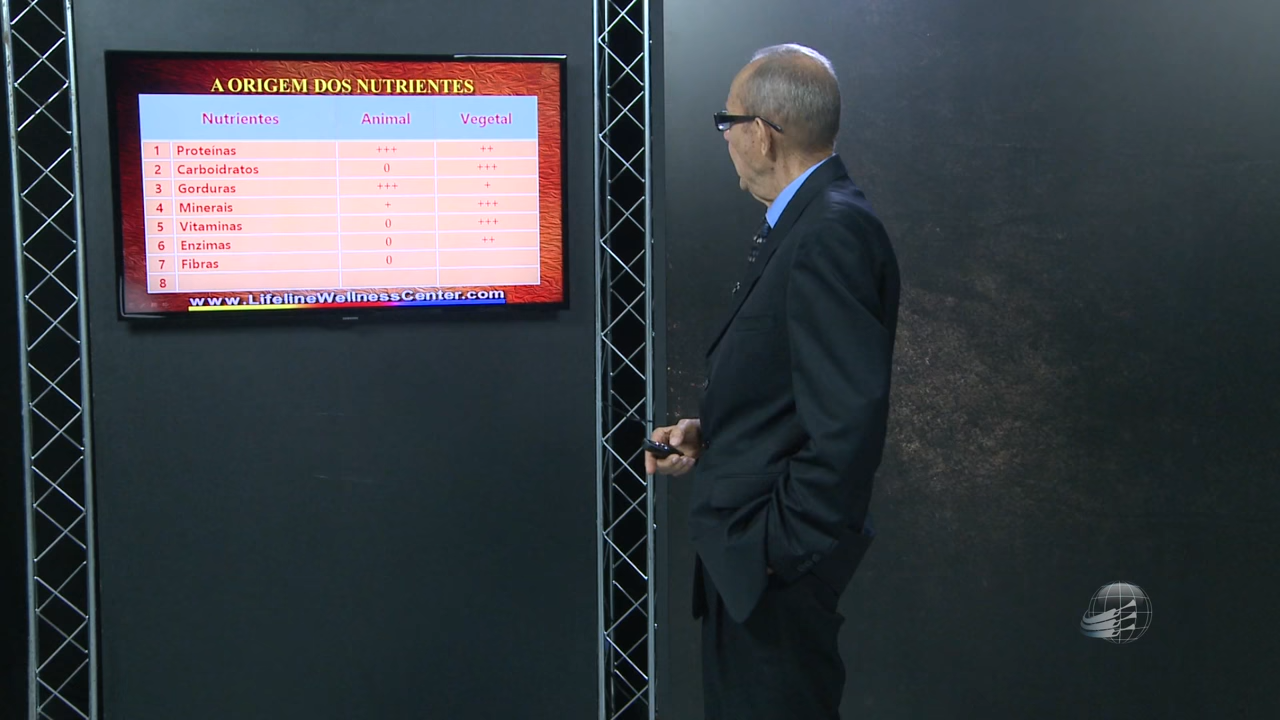 A ORIGEM DOS NUTRIENTES
Nutrientes Animal Vegetal
1 Proteínas +++ ++
2 Carboidratos 0 +++
3 Gorduras +++ +
4 Minerais + +++
5 Vitaminas 0 +++
6 Enzimas 0 ++
7 Fibras 0
8
www.LifelineWellnessCenter.com